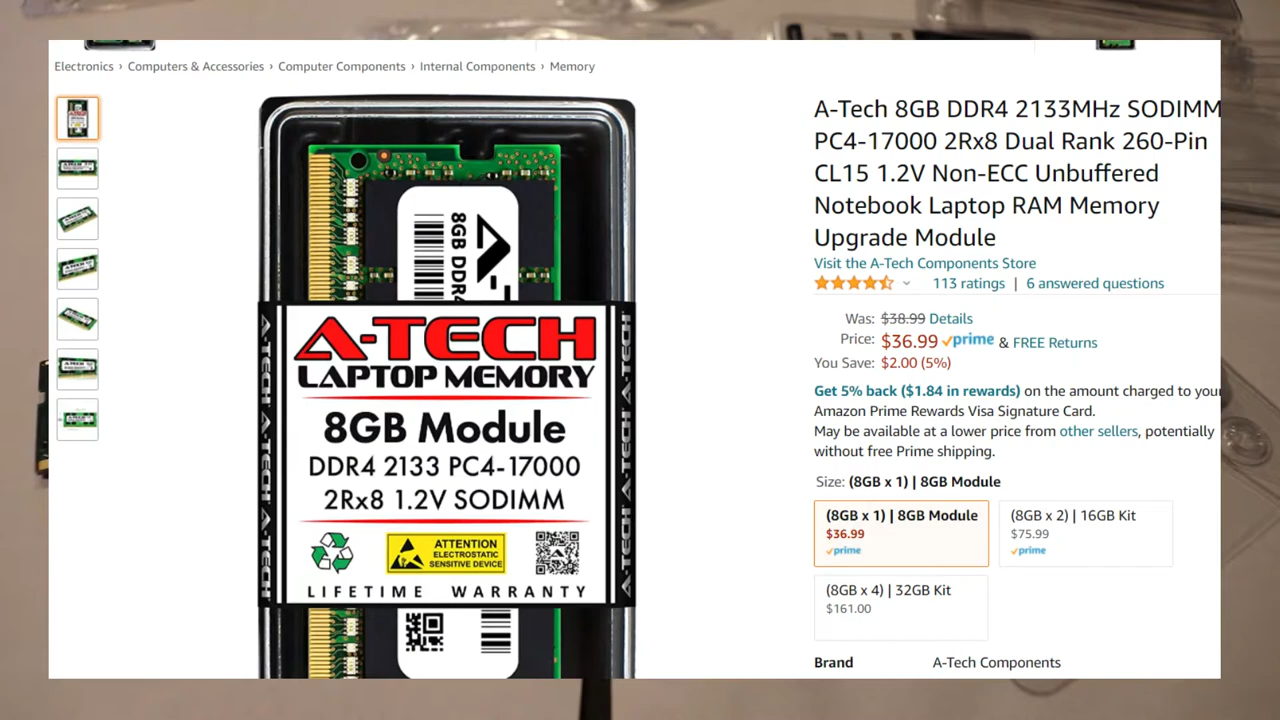 Electronics › Computers & Accessories › Computer Components › Internal Components › Memory
A-TECH
LAPTOP MEMORY
8GB Module
DDR4 2133 PC4-17000
2Rx8 1.2V SODIMM
ATTENTION
ELECTROSTATIC
SENSITIVE DEVICE
LIFETIME WARRANTY
8GB DDR4
A-TECH A-TECH A-TECH
A-Tech 8GB DDR4 2133MHz SODIMM
PC4-17000 2Rx8 Dual Rank 260-Pin
CL15 1.2V Non-ECC Unbuffered
Notebook Laptop RAM Memory
Upgrade Module
Visit the A-Tech Components Store
113 ratings | 6 answered questions
Was: $38.99 Details
Price: $36.99 prime & FREE Returns
You Save: $2.00 (5%)
Get 5% back ($1.84 in rewards) on the amount charged to your
Amazon Prime Rewards Visa Signature Card.
May be available at a lower price from other sellers, potentially
without free Prime shipping.
Size: (8GB x 1) | 8GB Module
(8GB x 1) | 8GB Module
$36.99
prime
(8GB x 2) | 16GB Kit
$75.99
prime
(8GB x 4) | 32GB Kit
$161.00
Brand A-Tech Components